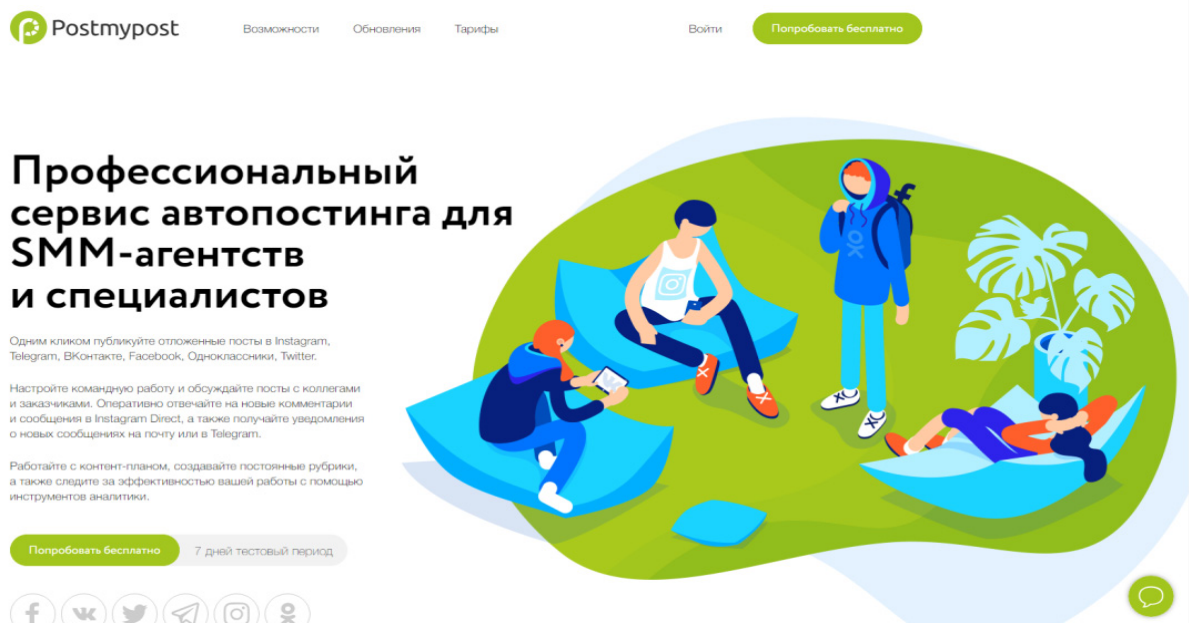 Postmypost
Возможности
Обновления
Тарифы
Войти
Попробовать бесплатно
Профессиональный
сервис автопостинга для
SMM-агентств
и специалистов
Одним кликом публикуйте отложенные посты в Instagram,
Telegram, ВКонтакте, Facebook, Одноклассники, Twitter.
Настройте командную работу и обсуждайте посты с коллегами
и заказчиками. Оперативно отвечайте на новые комментарии
и сообщения в Instagram Direct, а также получайте уведомления
о новых сообщениях на почту или в Telegram.
Работайте с контент-планом, создавайте постоянные рубрики,
а также следите за эффективностью вашей работы с помощью
инструментов аналитики.
Попробовать бесплатно
7 дней тестовый период